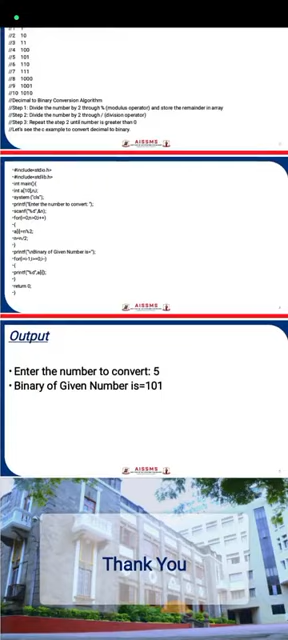 //1 1
//2 10
//3 11
//4 100
//5 101
//6 110
//7 111
//8 1000
//9 1001
//10 1010
//Decimal to Binary Conversion Algorithm
//Step 1: Divide the number by 2 through % (modulus operator) and store the remainder in array
//Step 2: Divide the number by 2 through / (division operator)
//Step 3: Repeat the step 2 until number is greater than 0
//Let's see the c example to convert decimal to binary
AISSMS
•#include<stdio.h>
•#include<stdlib.h>
•int main(){
•int a[10],n,i;
•system ("cls");
•printf("Enter the number to convert: ");
•scanf("%d",&n);
•for(i=0;n>0;i++)
•{
•a[i]=n%2;
•n=n/2;
•}
•printf("\nBinary of Given Number is=");
•for(i=i-1;i>=0;i--)
•{
•printf("%d",a[i]);
•}
•return 0;
•}
AISSMS
Output
• Enter the number to convert: 5
• Binary of Given Number is=101
AISSMS
Thank You